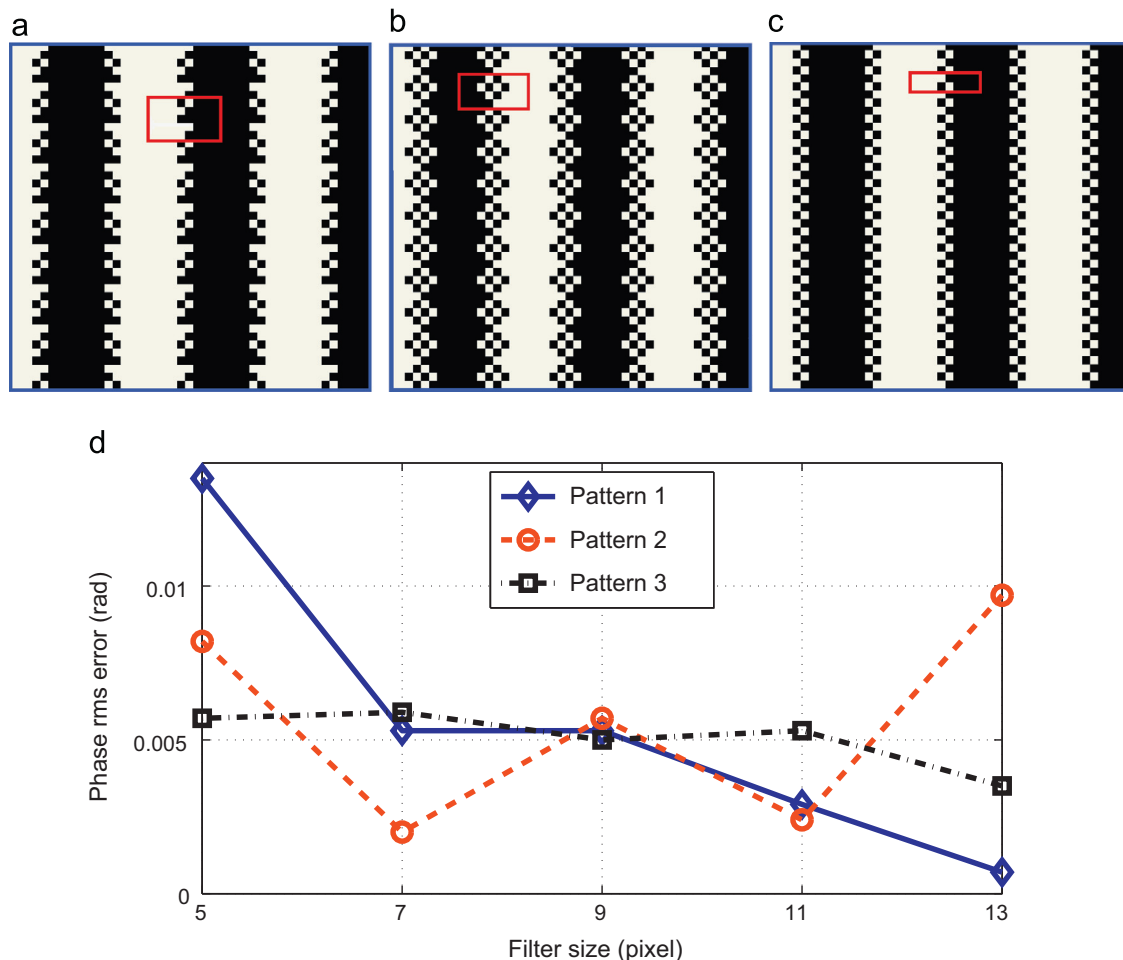 a
b
c
d
Pattern 1
Pattern 2
Pattern 3
0.01
0.005
0
5
7
9
11
13
Phase rms error (rad)
Filter size (pixel)